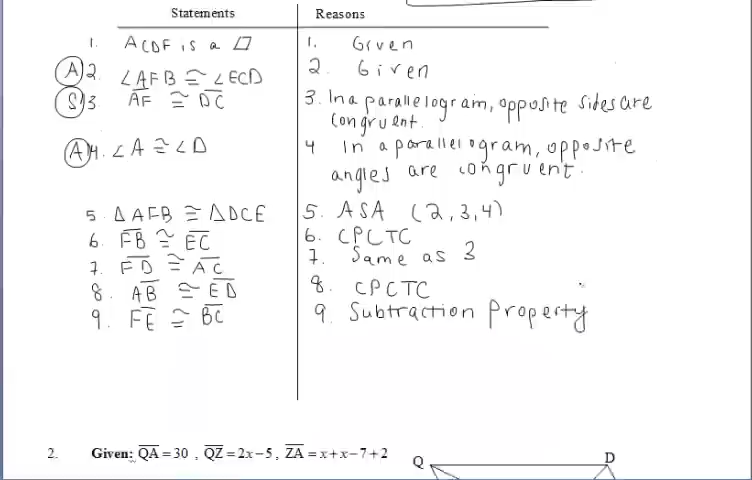 Statements Reasons
1. ACDF is a ▱ 1. Given
A 2. ∠AFB ≅ ∠ECD 2. Given
S 3 AF ≅ DC 3. In a parallelogram, opposite sides are
congruent.
A 4. ∠A ≅ ∠D 4 In a parallelogram, opposite
angles are congruent.
5. ΔAFB ≅ ΔDCE 5. ASA (2,3,4)
6. FB ≅ EC 6. CPCTC
7. FD ≅ AC 7. Same as 3
8. AB ≅ ED 8. CPCTC
9. FE ≅ BC 9. Subtraction Property
2. Given: QA = 30 , QZ = 2x−5 , ZA = x+x−7+2
Q D